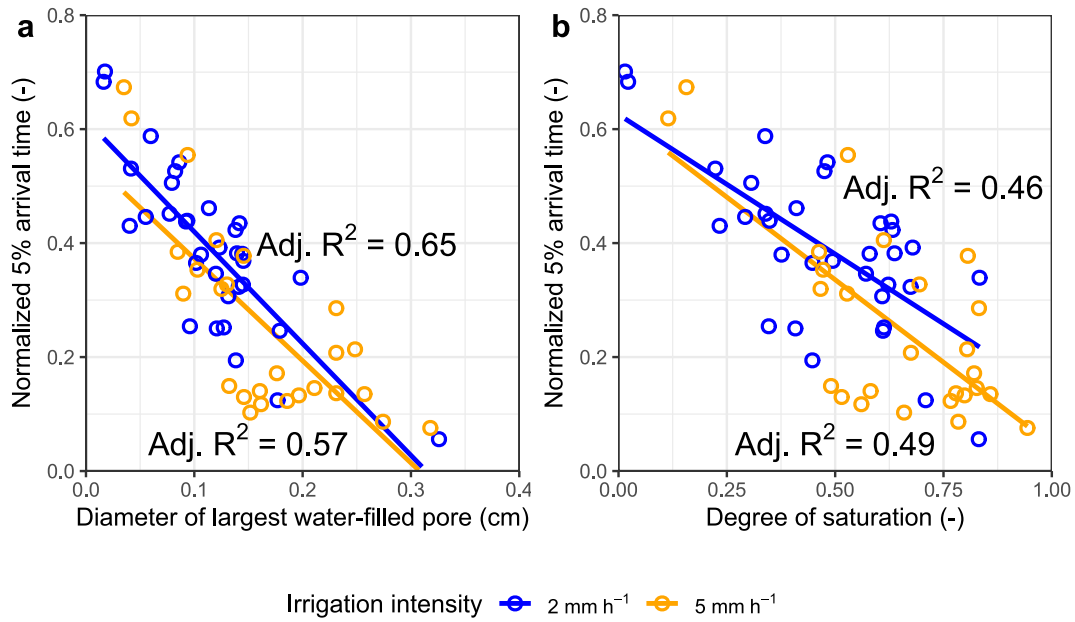 a
b
Normalized 5% arrival time (-)
0.8
0.6
0.4
0.2
0.0
Adj. R² = 0.65
Adj. R² = 0.57
0.0 0.1 0.2 0.3 0.4
Diameter of largest water-filled pore (cm)
Normalized 5% arrival time (-)
0.8
0.6
0.4
0.2
0.0
Adj. R² = 0.46
Adj. R² = 0.49
0.00 0.25 0.50 0.75 1.00
Degree of saturation (-)
Irrigation intensity 2 mm h⁻¹ 5 mm h⁻¹